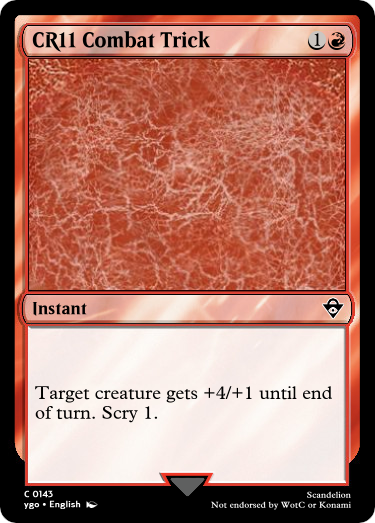 CR11 Combat Trick 1
Instant
Target creature gets +4/+1 until end
of turn. Scry 1.
C 0143
ygo • English
Scandelion
Not endorsed by WotC or Konami